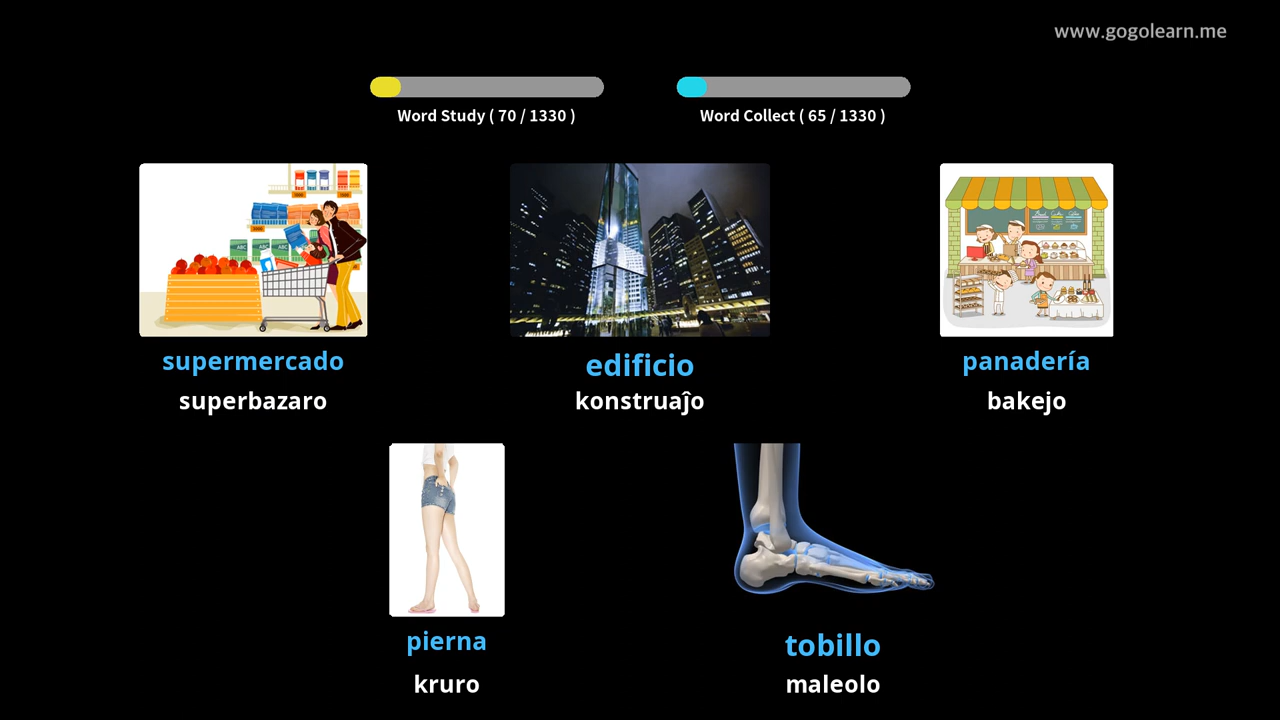 www.gogolearn.me
Word Study ( 70 / 1330 )
Word Collect ( 65 / 1330 )
supermercado
edificio
panadería
superbazaro
konstruaĵo
bakejo
pierna
tobillo
kruro
maleolo